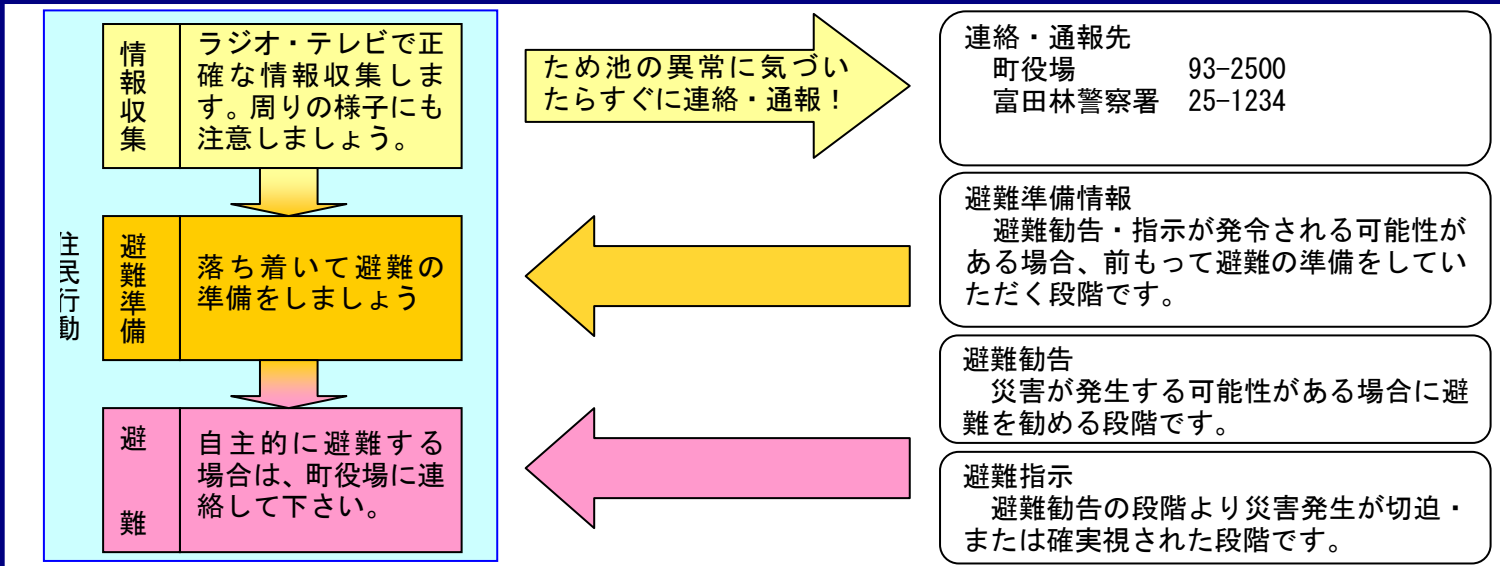 住民行動
情報収集
ラジオ・テレビで正
確な情報収集しま
す。周りの様子にも
注意しましょう。
ため池の異常に気づい
たらすぐに連絡・通報！
連絡・通報先
町役場 93-2500
富田林警察署 25-1234
避難準備
落ち着いて避難の
準備をしましょう
避難準備情報
避難勧告・指示が発令される可能性が
ある場合、前もって避難の準備をしてい
ただく段階です。
避難
自主的に避難する
場合は、町役場に連
絡して下さい。
避難勧告
災害が発生する可能性がある場合に避
難を勧める段階です。
避難指示
避難勧告の段階より災害発生が切迫・
または確実視された段階です。